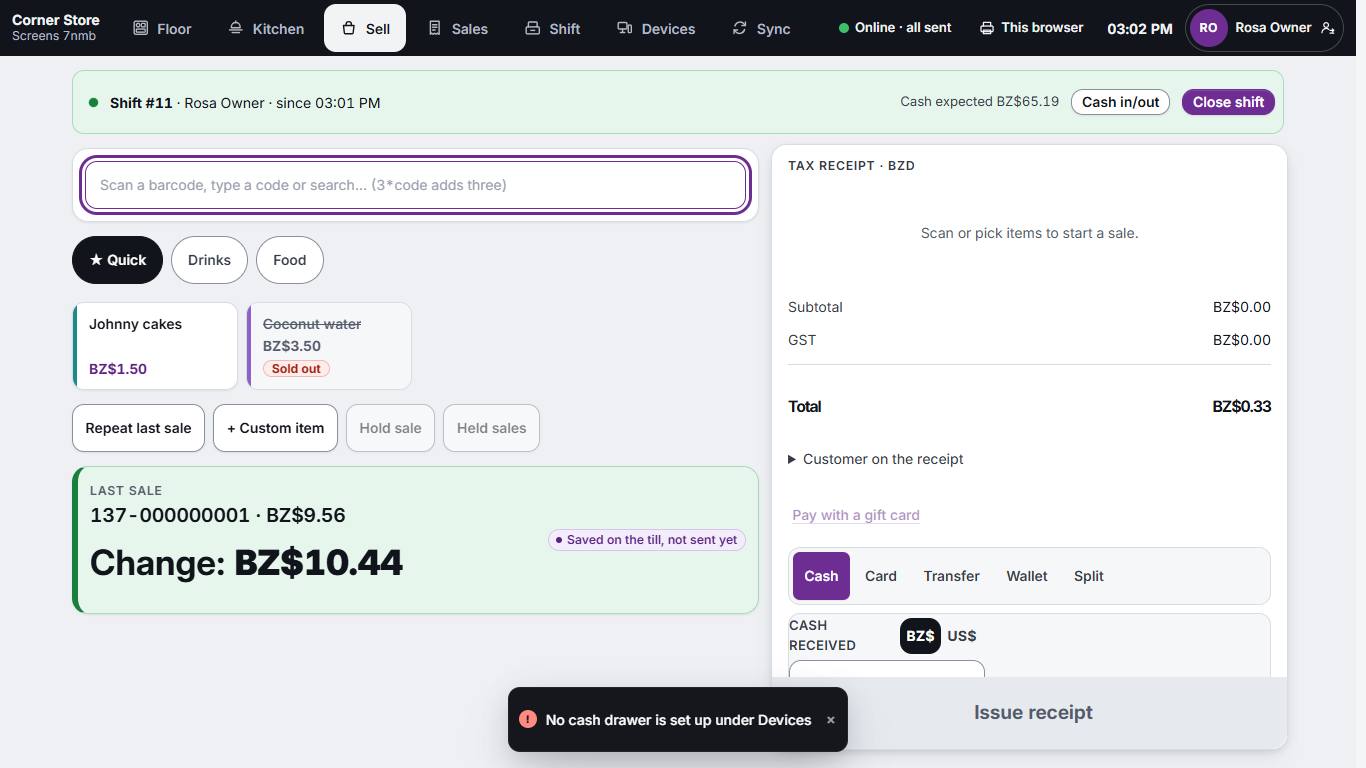 Corner Store
Screens 7nmb
Floor
Kitchen
Sell
Sales
Shift
Devices
Sync
Online · all sent
This browser
03:02 PM
RO
Rosa Owner
Shift #11 · Rosa Owner · since 03:01 PM
Cash expected BZ$65.19
Cash in/out
Close shift
Scan a barcode, type a code or search... (3*code adds three)
★ Quick
Drinks
Food
Johnny cakes
BZ$1.50
Coconut water
BZ$3.50
Sold out
Repeat last sale
+ Custom item
Hold sale
Held sales
LAST SALE
137-000000001 · BZ$9.56
Saved on the till, not sent yet
Change: BZ$10.44
TAX RECEIPT · BZD
Scan or pick items to start a sale.
Subtotal BZ$0.00
GST BZ$0.00
Total BZ$0.33
Customer on the receipt
Pay with a gift card
Cash
Card
Transfer
Wallet
Split
CASH
RECEIVED
BZ$
US$
Issue receipt
! No cash drawer is set up under Devices ×